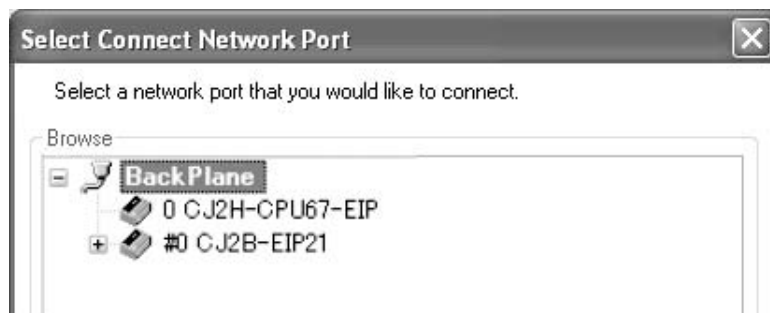 Select Connect Network Port
Select a network port that you would like to connect.
Browse
BackPlane
0 CJ2H-CPU67-EIP
#0 CJ2B-EIP21